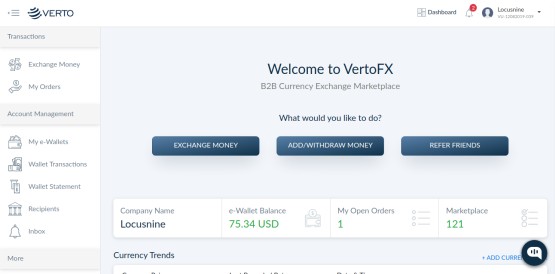 VERTO
Dashboard
2
Locusnine
Transactions
Exchange Money
My Orders
Account Management
My e-Wallets
Wallet Transactions
Wallet Statement
Recipients
Inbox
More
Welcome to VertoFX
B2B Currency Exchange Marketplace
What would you like to do?
EXCHANGE MONEY
ADD/WITHDRAW MONEY
REFER FRIENDS
Company Name
Locusnine
e-Wallet Balance
75.34 USD
My Open Orders
1
Marketplace
121
Currency Trends
+ ADD